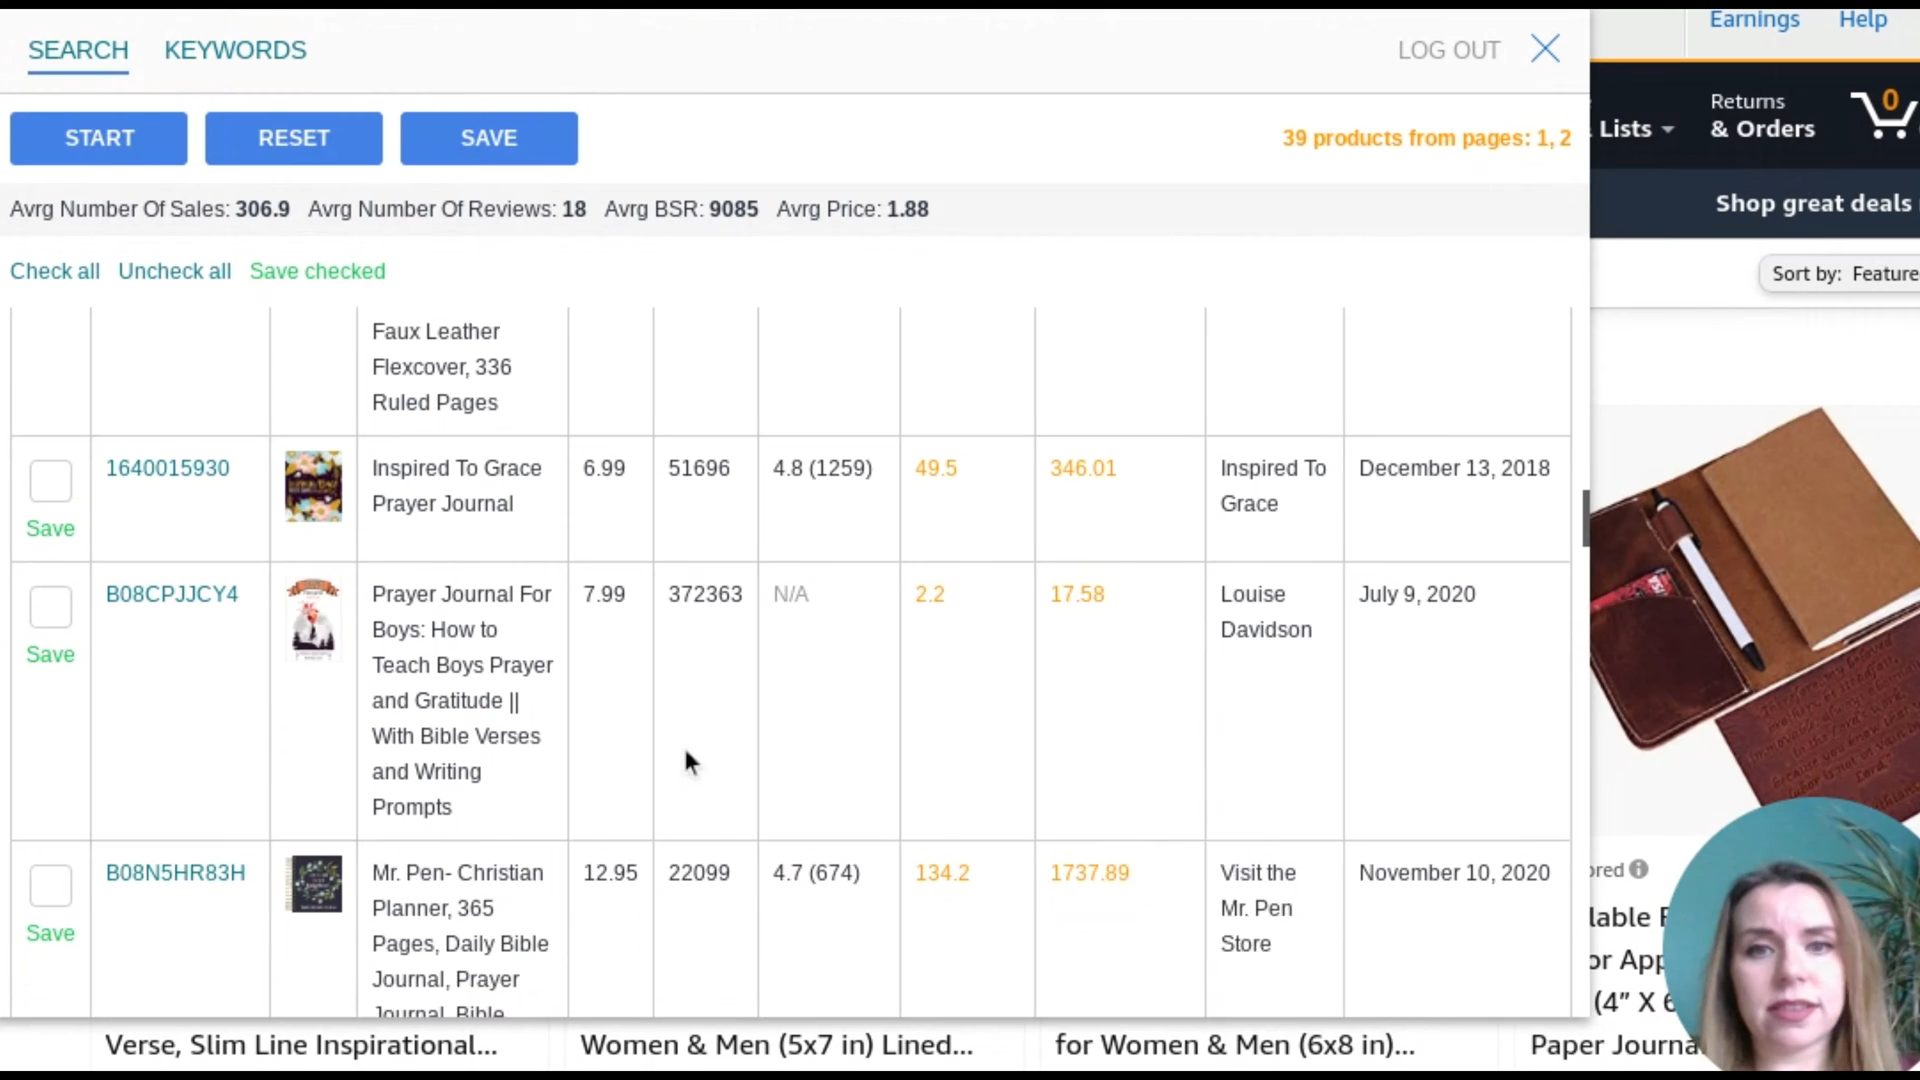 SEARCH KEYWORDS LOG OUT
Earnings Help
START RESET SAVE 39 products from pages: 1, 2
Returns
Lists & Orders
0
Avrg Number Of Sales: 306.9 Avrg Number Of Reviews: 18 Avrg BSR: 9085 Avrg Price: 1.88
Shop great deals
Check all Uncheck all Save checked
Sort by: Feature
Faux Leather
Flexcover, 336
Ruled Pages
1640015930 Inspired To Grace 6.99 51696 4.8 (1259) 49.5 346.01 Inspired To December 13, 2018
Prayer Journal Grace
Save
B08CPJJCY4 Prayer Journal For 7.99 372363 N/A 2.2 17.58 Louise July 9, 2020
Boys: How to Davidson
Save
Teach Boys Prayer
and Gratitude ||
With Bible Verses
and Writing
Prompts
B08N5HR83H Mr. Pen- Christian 12.95 22099 4.7 (674) 134.2 1737.89 Visit the November 10, 2020
Planner, 365 Mr. Pen
Save
Pages, Daily Bible Store
Journal, Prayer
Journal, Bible
ored
lable F
or App
(4" X 6
Verse, Slim Line Inspirational... Women & Men (5x7 in) Lined... for Women & Men (6x8 in)... Paper Journa